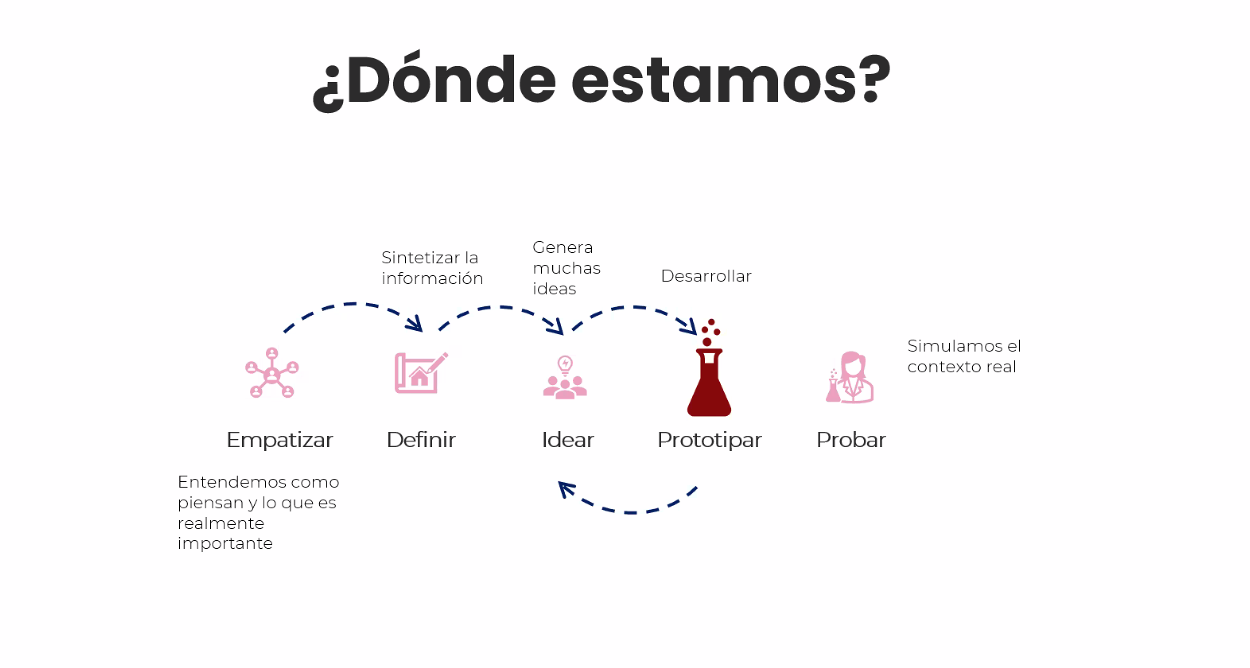 ¿Dónde estamos?
Sintetizar la
información
Genera
muchas
ideas
Desarrollar
Simulamos el
contexto real
Empatizar
Definir
Idear
Prototipar
Probar
Entendemos como
piensan y lo que es
realmente
importante